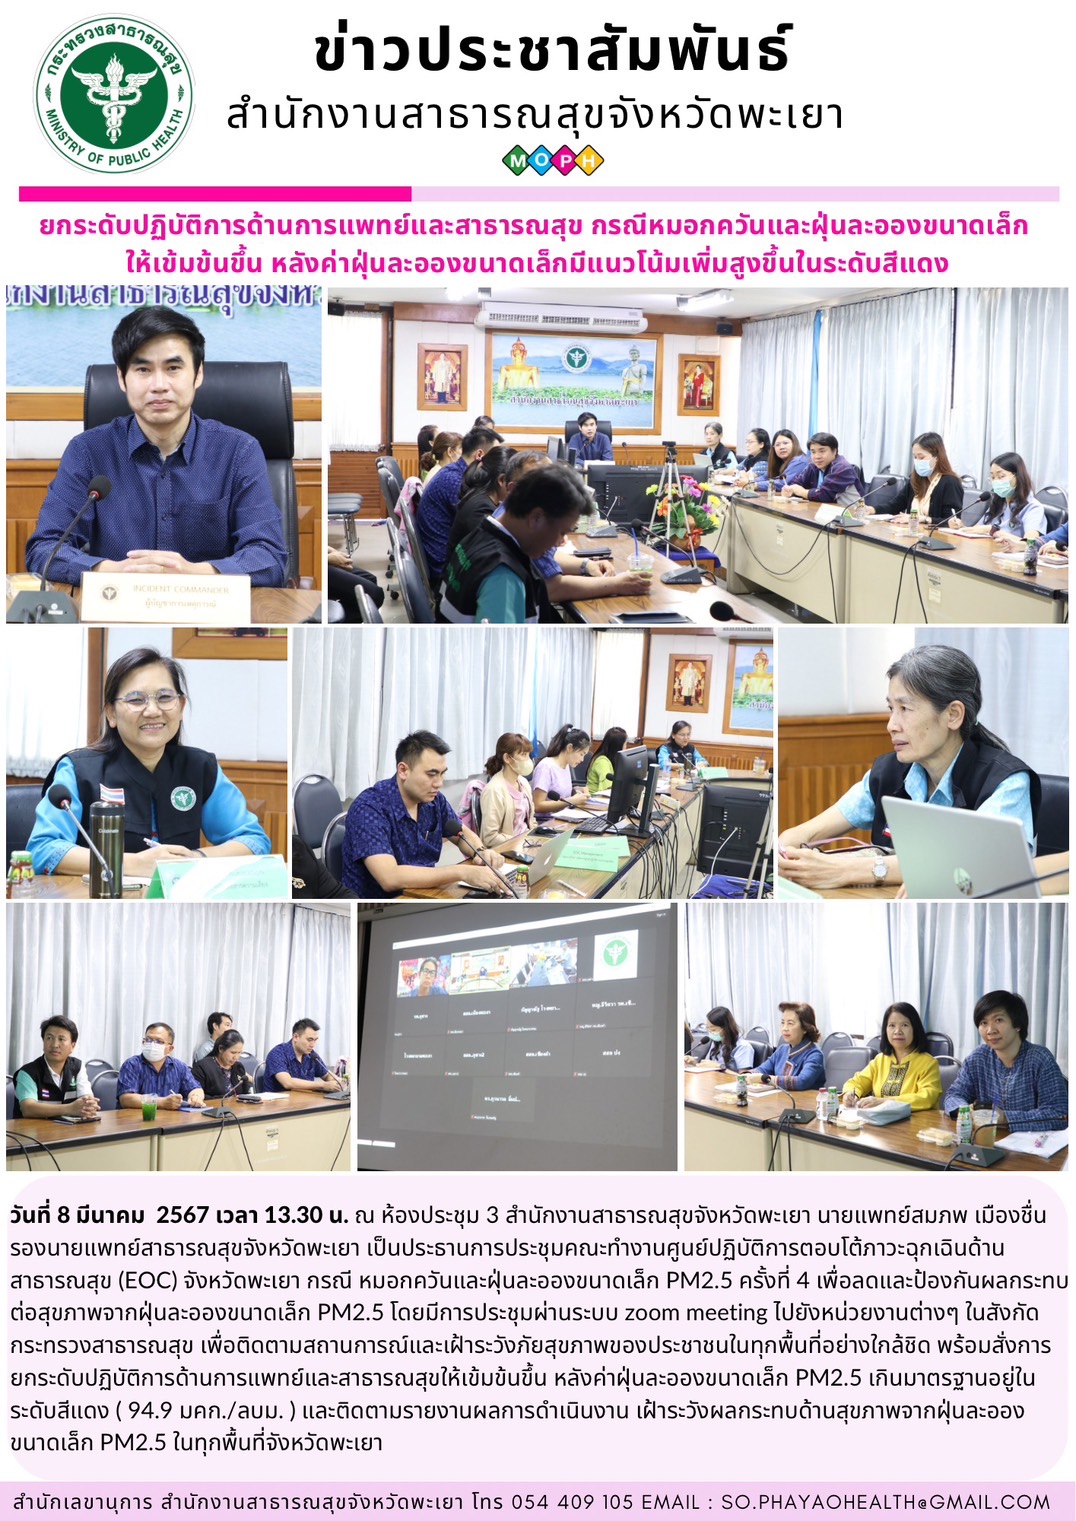 กระทรวงสาธารณสุข
MINISTRY OF PUBLIC HEALTH
ข่าวประชาสัมพันธ์
สำนักงานสาธารณสุขจังหวัดพะเยา
MOPH
ยกระดับปฏิบัติการด้านการแพทย์และสาธารณสุข กรณีหมอกควันและฝุ่นละอองขนาดเล็ก
ให้เข้มข้นขึ้น หลังค่าฝุ่นละอองขนาดเล็กมีแนวโน้มเพิ่มสูงขึ้นในระดับสีแดง
สำนักงานสาธารณสุขจังหวัดพะเยา
INCIDENT COMMANDER
ผู้บัญชาการเหตุการณ์
วันที่ 8 มีนาคม 2567 เวลา 13.30 น. ณ ห้องประชุม 3 สำนักงานสาธารณสุขจังหวัดพะเยา นายแพทย์สมภพ เมืองชื่น
รองนายแพทย์สาธารณสุขจังหวัดพะเยา เป็นประธานการประชุมคณะทำงานศูนย์ปฏิบัติการตอบโต้ภาวะฉุกเฉินด้าน
สาธารณสุข (EOC) จังหวัดพะเยา กรณี หมอกควันและฝุ่นละอองขนาดเล็ก PM2.5 ครั้งที่ 4 เพื่อลดและป้องกันผลกระทบ
ต่อสุขภาพจากฝุ่นละอองขนาดเล็ก PM2.5 โดยมีการประชุมผ่านระบบ zoom meeting ไปยังหน่วยงานต่างๆ ในสังกัด
กระทรวงสาธารณสุข เพื่อติดตามสถานการณ์และเฝ้าระวังภัยสุขภาพของประชาชนในทุกพื้นที่อย่างใกล้ชิด พร้อมสั่งการ
ยกระดับปฏิบัติการด้านการแพทย์และสาธารณสุขให้เข้มข้นขึ้น หลังค่าฝุ่นละอองขนาดเล็ก PM2.5 เกินมาตรฐานอยู่ใน
ระดับสีแดง ( 94.9 มคก./ลบม. ) และติดตามรายงานผลการดำเนินงาน เฝ้าระวังผลกระทบด้านสุขภาพจากฝุ่นละออง
ขนาดเล็ก PM2.5 ในทุกพื้นที่จังหวัดพะเยา
สำนักเลขานุการ สำนักงานสาธารณสุขจังหวัดพะเยา โทร 054 409 105 EMAIL : SO.PHAYAOHEALTH@GMAIL.COM